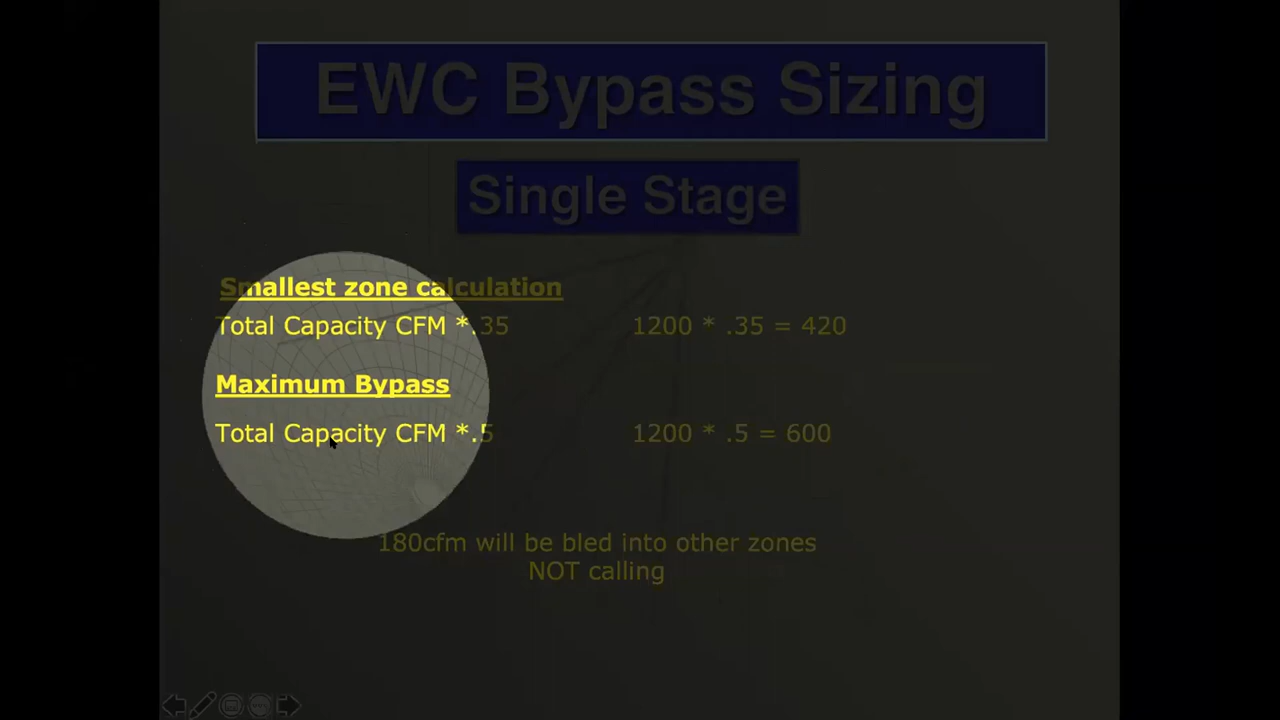 EWC Bypass Sizing
Single Stage
Smallest zone calculation
Total Capacity CFM *.35 1200 * .35 = 420
Maximum Bypass
Total Capacity CFM *.5 1200 * .5 = 600
180cfm will be bled into other zones
NOT calling